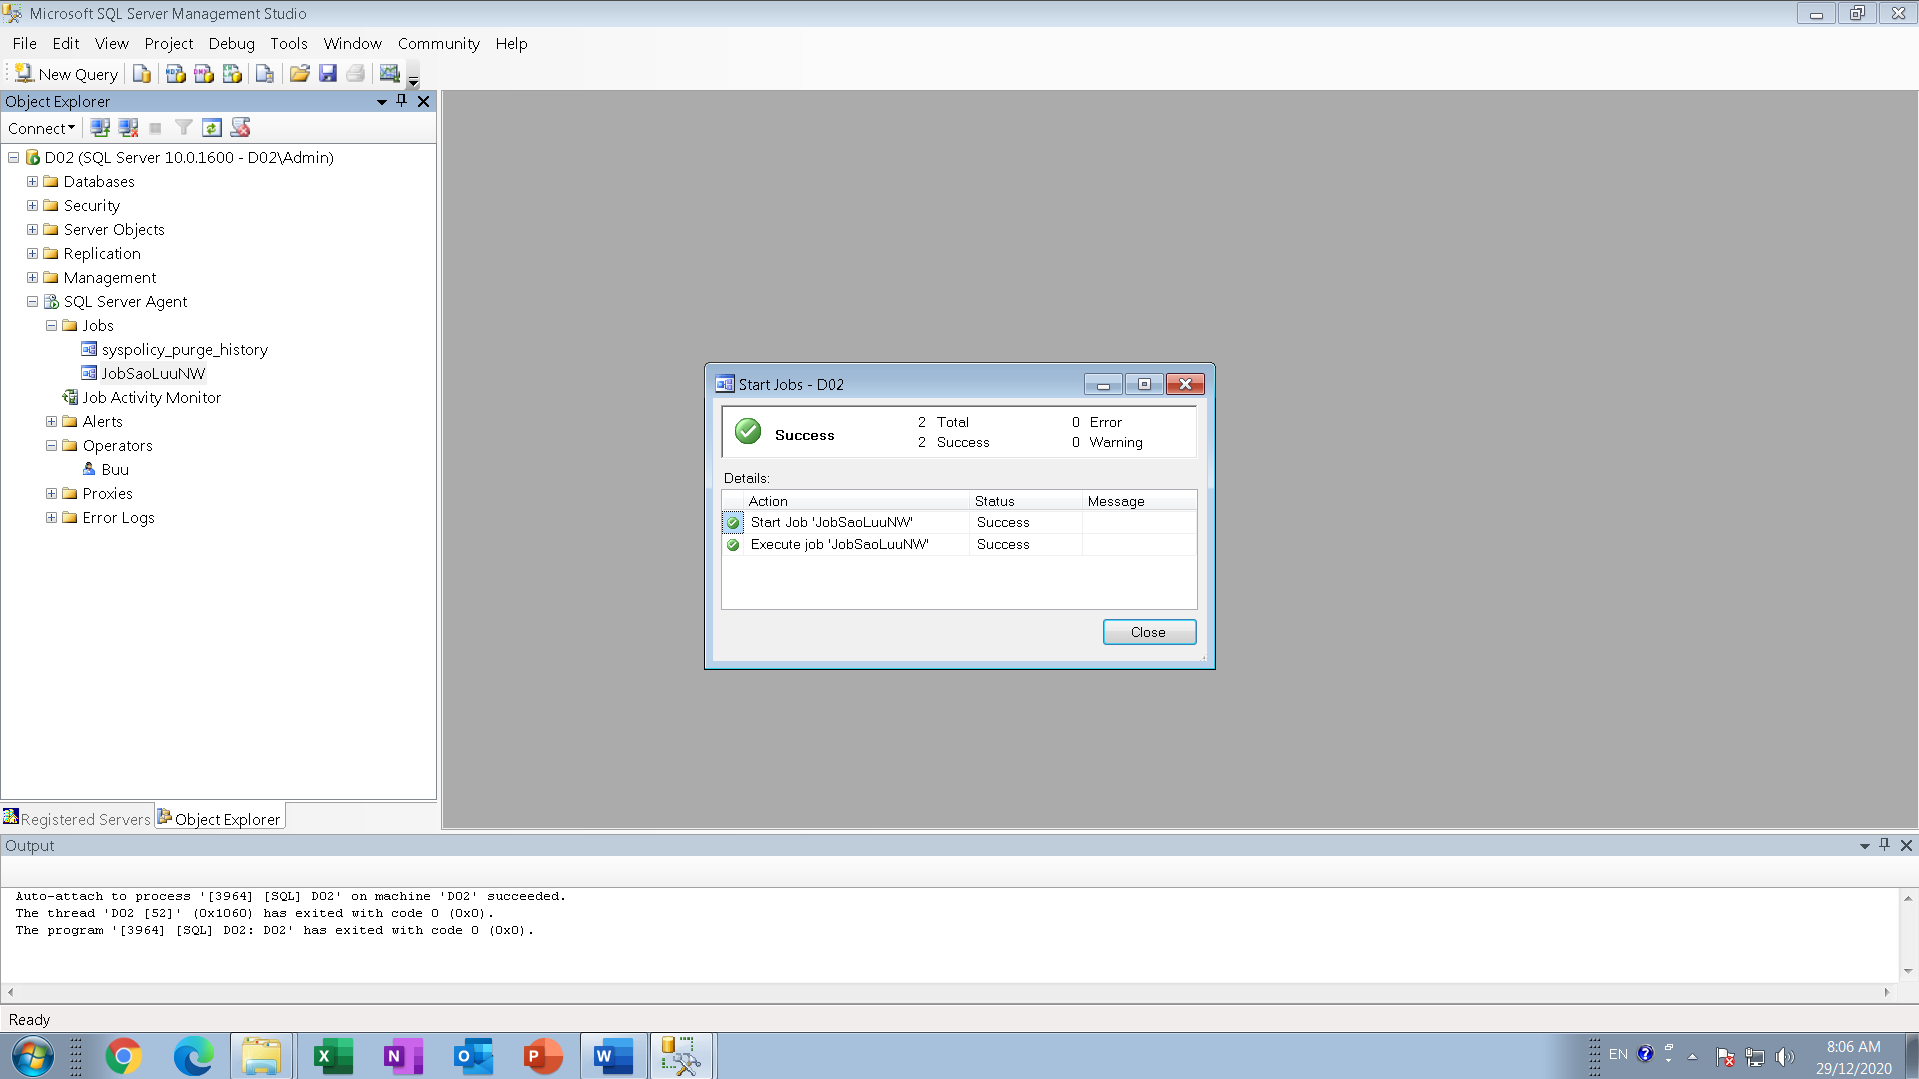 Microsoft SQL Server Management Studio
File Edit View Project Debug Tools Window Community Help
New Query
Object Explorer
Connect
D02 (SQL Server 10.0.1600 - D02\Admin)
Databases
Security
Server Objects
Replication
Management
SQL Server Agent
Jobs
syspolicy_purge_history
JobSaoLuuNW
Job Activity Monitor
Alerts
Operators
Buu
Proxies
Error Logs
Registered Servers Object Explorer
Start Jobs - D02
Success
2 Total 0 Error
2 Success 0 Warning
Details:
Action Status Message
Start Job 'JobSaoLuuNW' Success
Execute job 'JobSaoLuuNW' Success
Close
Output
Auto-attach to process '[3964] [SQL] D02' on machine 'D02' succeeded.
The thread 'D02 [52]' (0x1060) has exited with code 0 (0x0).
The program '[3964] [SQL] D02: D02' has exited with code 0 (0x0).
Ready
EN
8:06 AM
29/12/2020